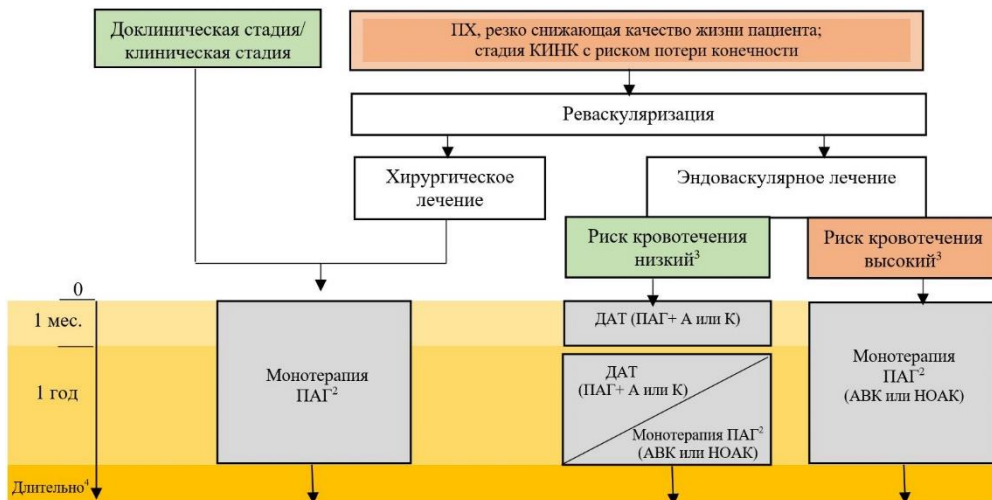 Доклиническая стадия/
клиническая стадия
ПХ, резко снижающая качество жизни пациента;
стадия КИНК с риском потери конечности
Реваскуляризация
Хирургическое
лечение
Эндоваскулярное лечение
Риск кровотечения
низкий³
Риск кровотечения
высокий³
0
1 мес.
1 год
Длительно⁴
Монотерапия
ПАГ²
ДАТ (ПАГ+ А или К)
ДАТ
(ПАГ+ А или К)
Монотерапия ПАГ²
(АВК или НОАК)
Монотерапия
ПАГ²
(АВК или НОАК)